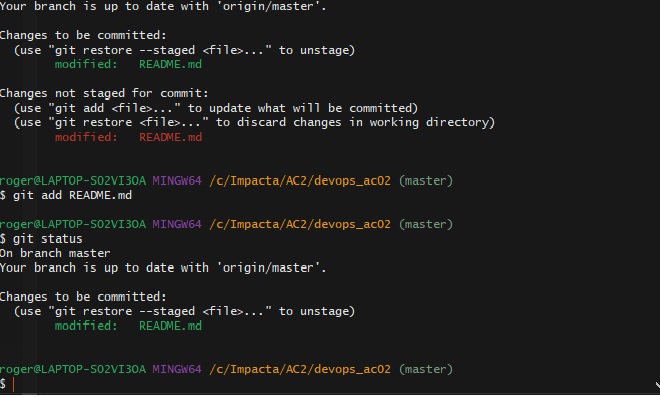 Your branch is up to date with 'origin/master'.
Changes to be committed:
  (use "git restore --staged <file>..." to unstage)
        modified:   README.md
Changes not staged for commit:
  (use "git add <file>..." to update what will be committed)
  (use "git restore <file>..." to discard changes in working directory)
        modified:   README.md
roger@LAPTOP-SO2VI3OA MINGW64 /c/Impacta/AC2/devops_ac02 (master)
$ git add README.md
roger@LAPTOP-SO2VI3OA MINGW64 /c/Impacta/AC2/devops_ac02 (master)
$ git status
On branch master
Your branch is up to date with 'origin/master'.
Changes to be committed:
  (use "git restore --staged <file>..." to unstage)
        modified:   README.md
roger@LAPTOP-SO2VI3OA MINGW64 /c/Impacta/AC2/devops_ac02 (master)
$